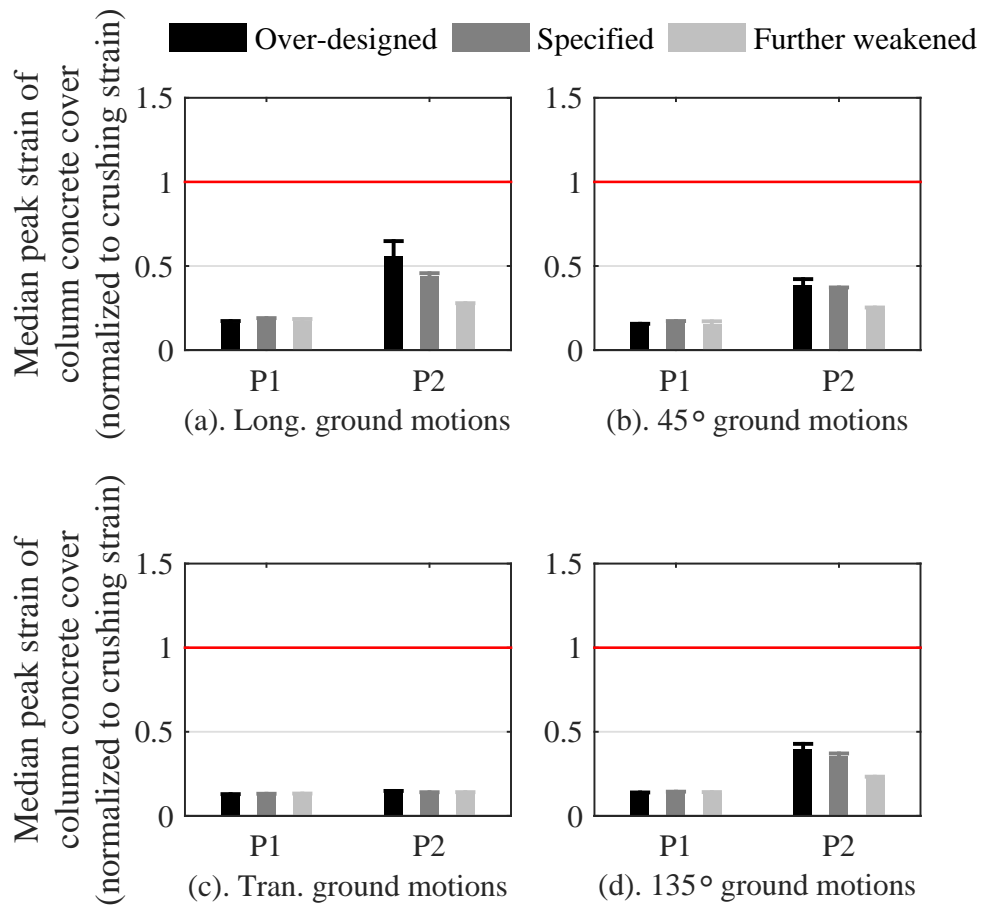 Over-designed Specified Further weakened
Median peak strain of
column concrete cover
(normalized to crushing strain)
1.5
1
0.5
0
P1 P2
(a). Long. ground motions
1.5
1
0.5
0
P1 P2
(b). 45° ground motions
Median peak strain of
column concrete cover
(normalized to crushing strain)
1.5
1
0.5
0
P1 P2
(c). Tran. ground motions
1.5
1
0.5
0
P1 P2
(d). 135° ground motions